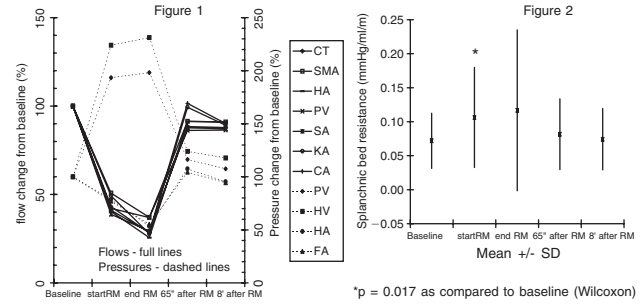 Figure 1
flow change from baseline (%)
150
100
50
0
250
200
150
100
50
0
Pressure change from baseline (%)
Flows - full lines
Pressures - dashed lines
Baseline startRM end RM 65" after RM 8' after RM
CT
SMA
HA
PV
SA
KA
CA
PV
HV
HA
FA
Figure 2
Splanchnic bed resistance (mmHg/ml/m)
0.25
0.20
0.15
0.10
0.05
0.00
−0.05
*
Baseline startRM end RM 65" after RM 8' after RM
Mean +/- SD
*p = 0.017 as compared to baseline (Wilcoxon)